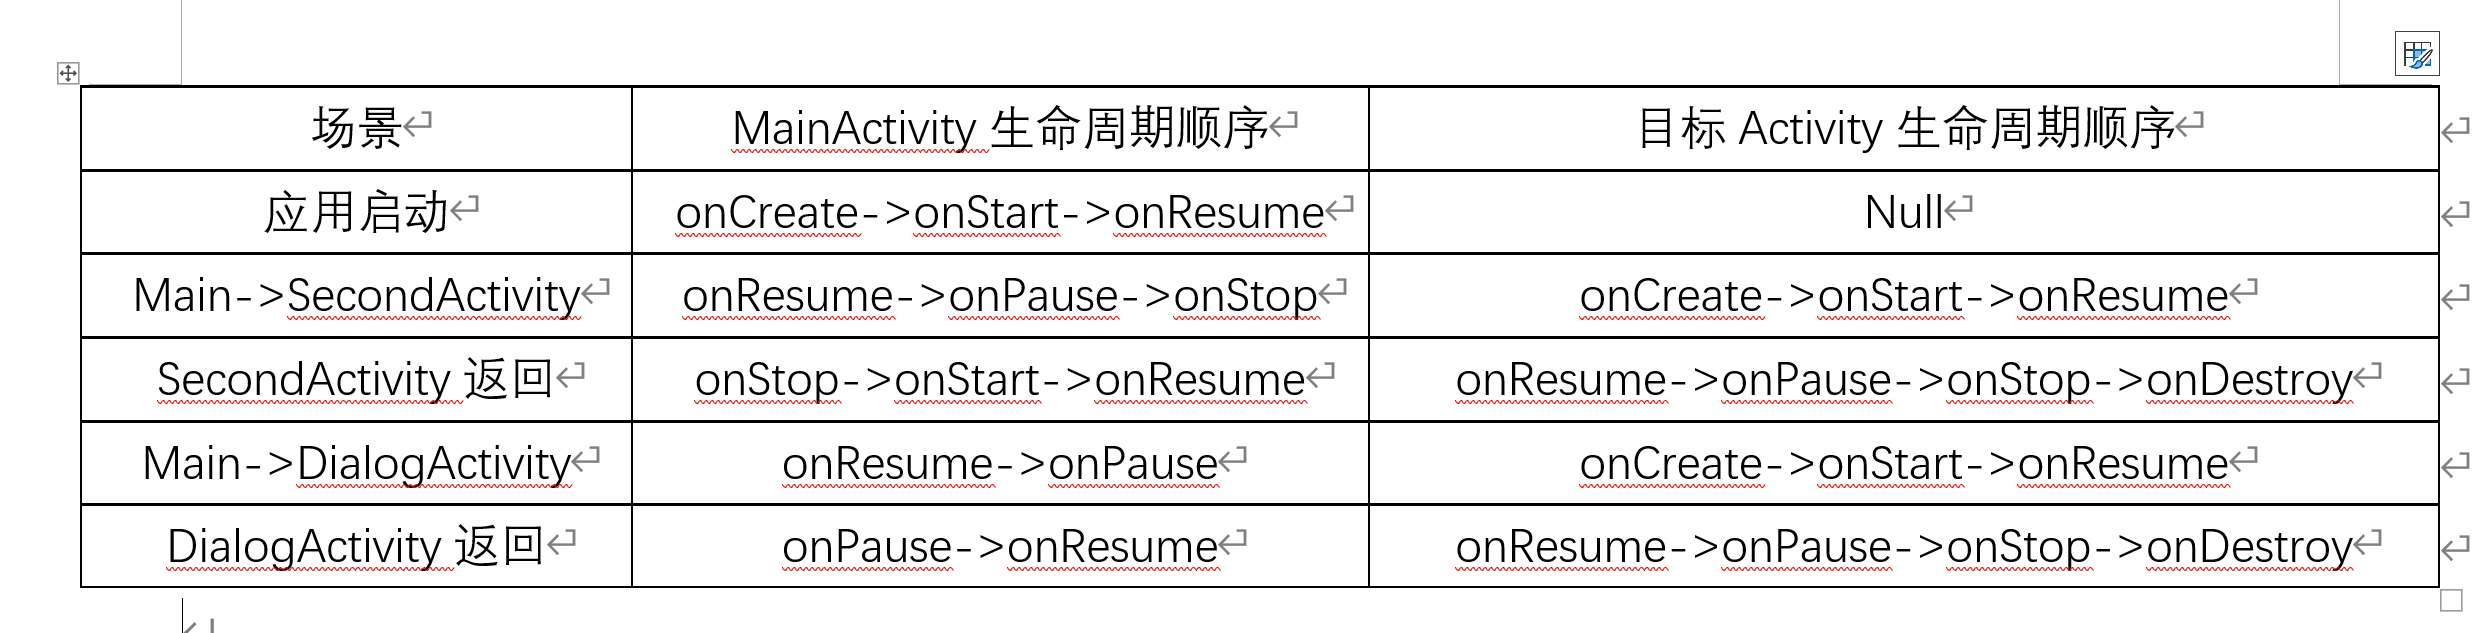 场景 MainActivity 生命周期顺序 目标 Activity 生命周期顺序
应用启动 onCreate->onStart->onResume Null
Main->SecondActivity onResume->onPause->onStop onCreate->onStart->onResume
SecondActivity 返回 onStop->onStart->onResume onResume->onPause->onStop->onDestroy
Main->DialogActivity onResume->onPause onCreate->onStart->onResume
DialogActivity 返回 onPause->onResume onResume->onPause->onStop->onDestroy